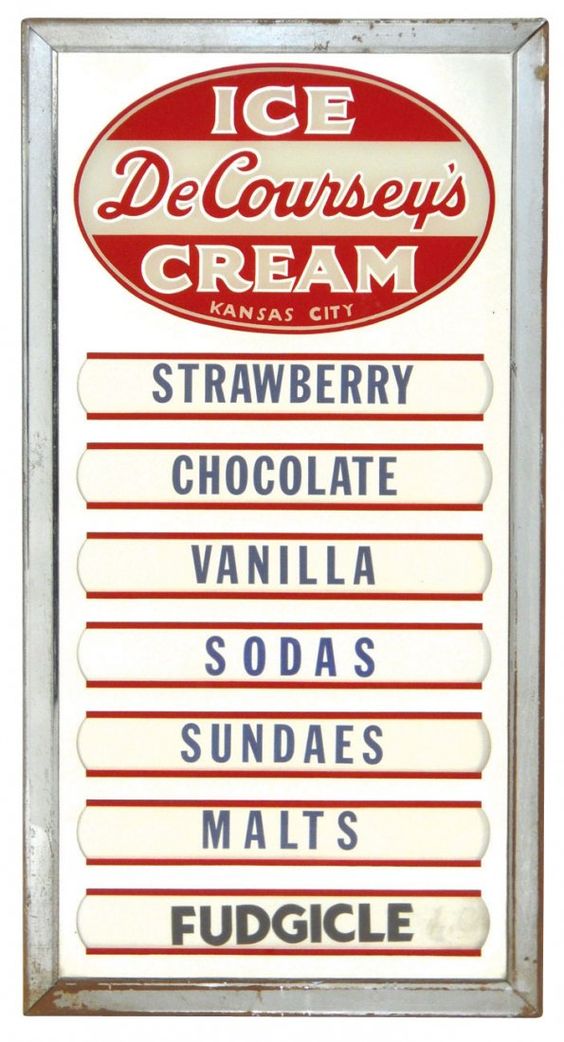 ICE
DeCoursey's
CREAM
KANSAS CITY
STRAWBERRY
CHOCOLATE
VANILLA
SODAS
SUNDAES
MALTS
FUDGICLE